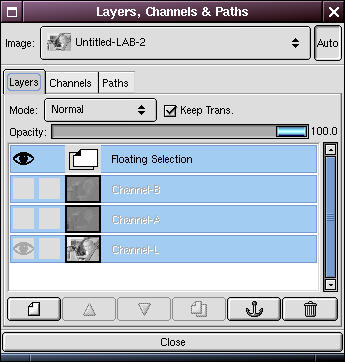 Layers, Channels & Paths
Image: Untitled-LAB-2 Auto
Layers Channels Paths
Mode: Normal Keep Trans.
Opacity: 100.0
Floating Selection
Channel-B
Channel-A
Channel-L
Close